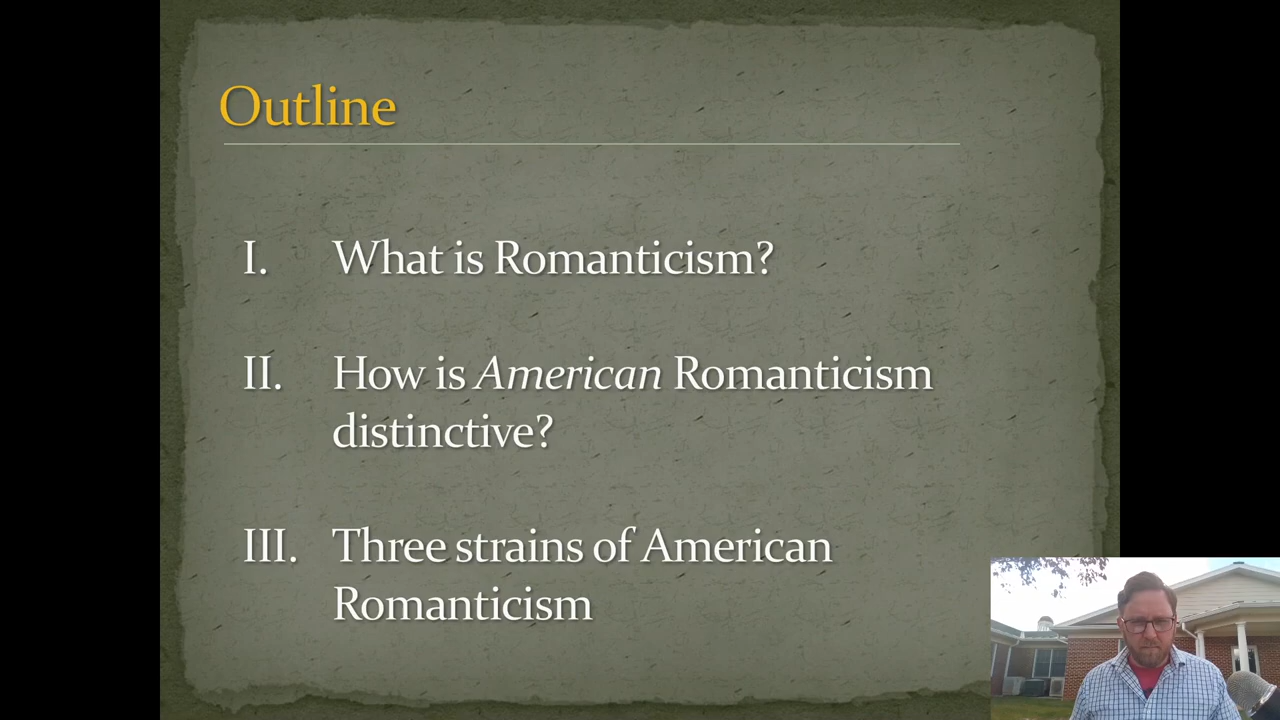 Outline
I. What is Romanticism?
II. How is American Romanticism
distinctive?
III. Three strains of American
Romanticism